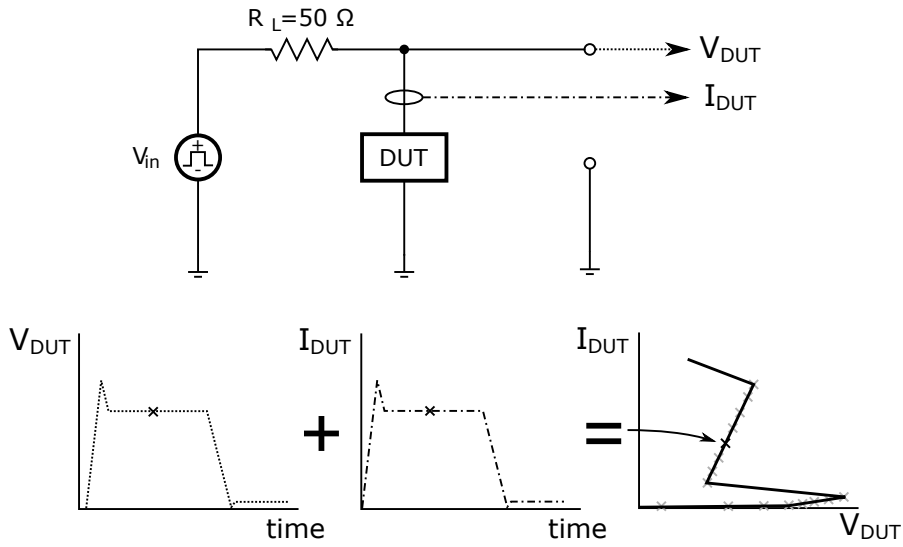 R L=50 Ω
VDUT
IDUT
+
Vin
-
DUT
VDUT
IDUT
IDUT
+
=
time
time
VDUT